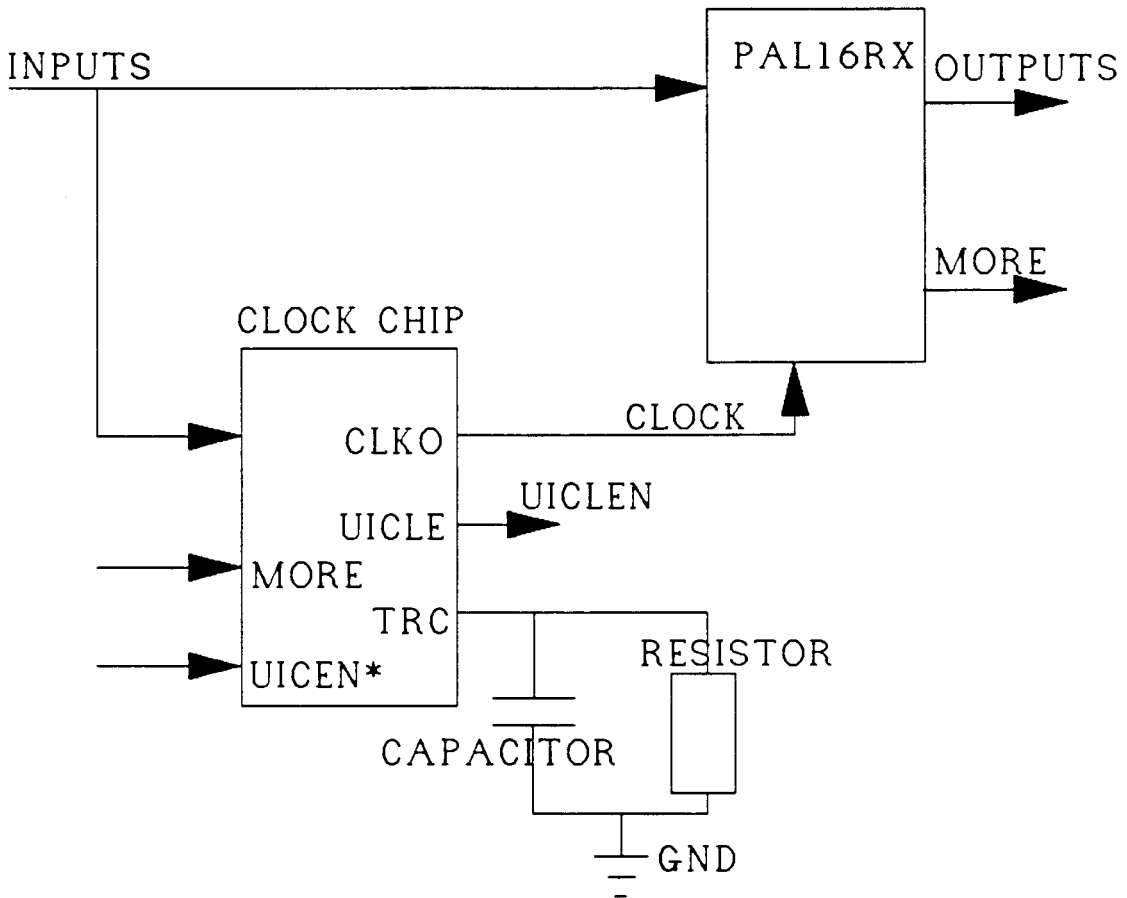 INPUTS
PAL16RX
OUTPUTS
MORE
CLOCK CHIP
CLKO
CLOCK
UICLE
UICLEN
MORE
TRC
UICEN*
RESISTOR
CAPACITOR
GND